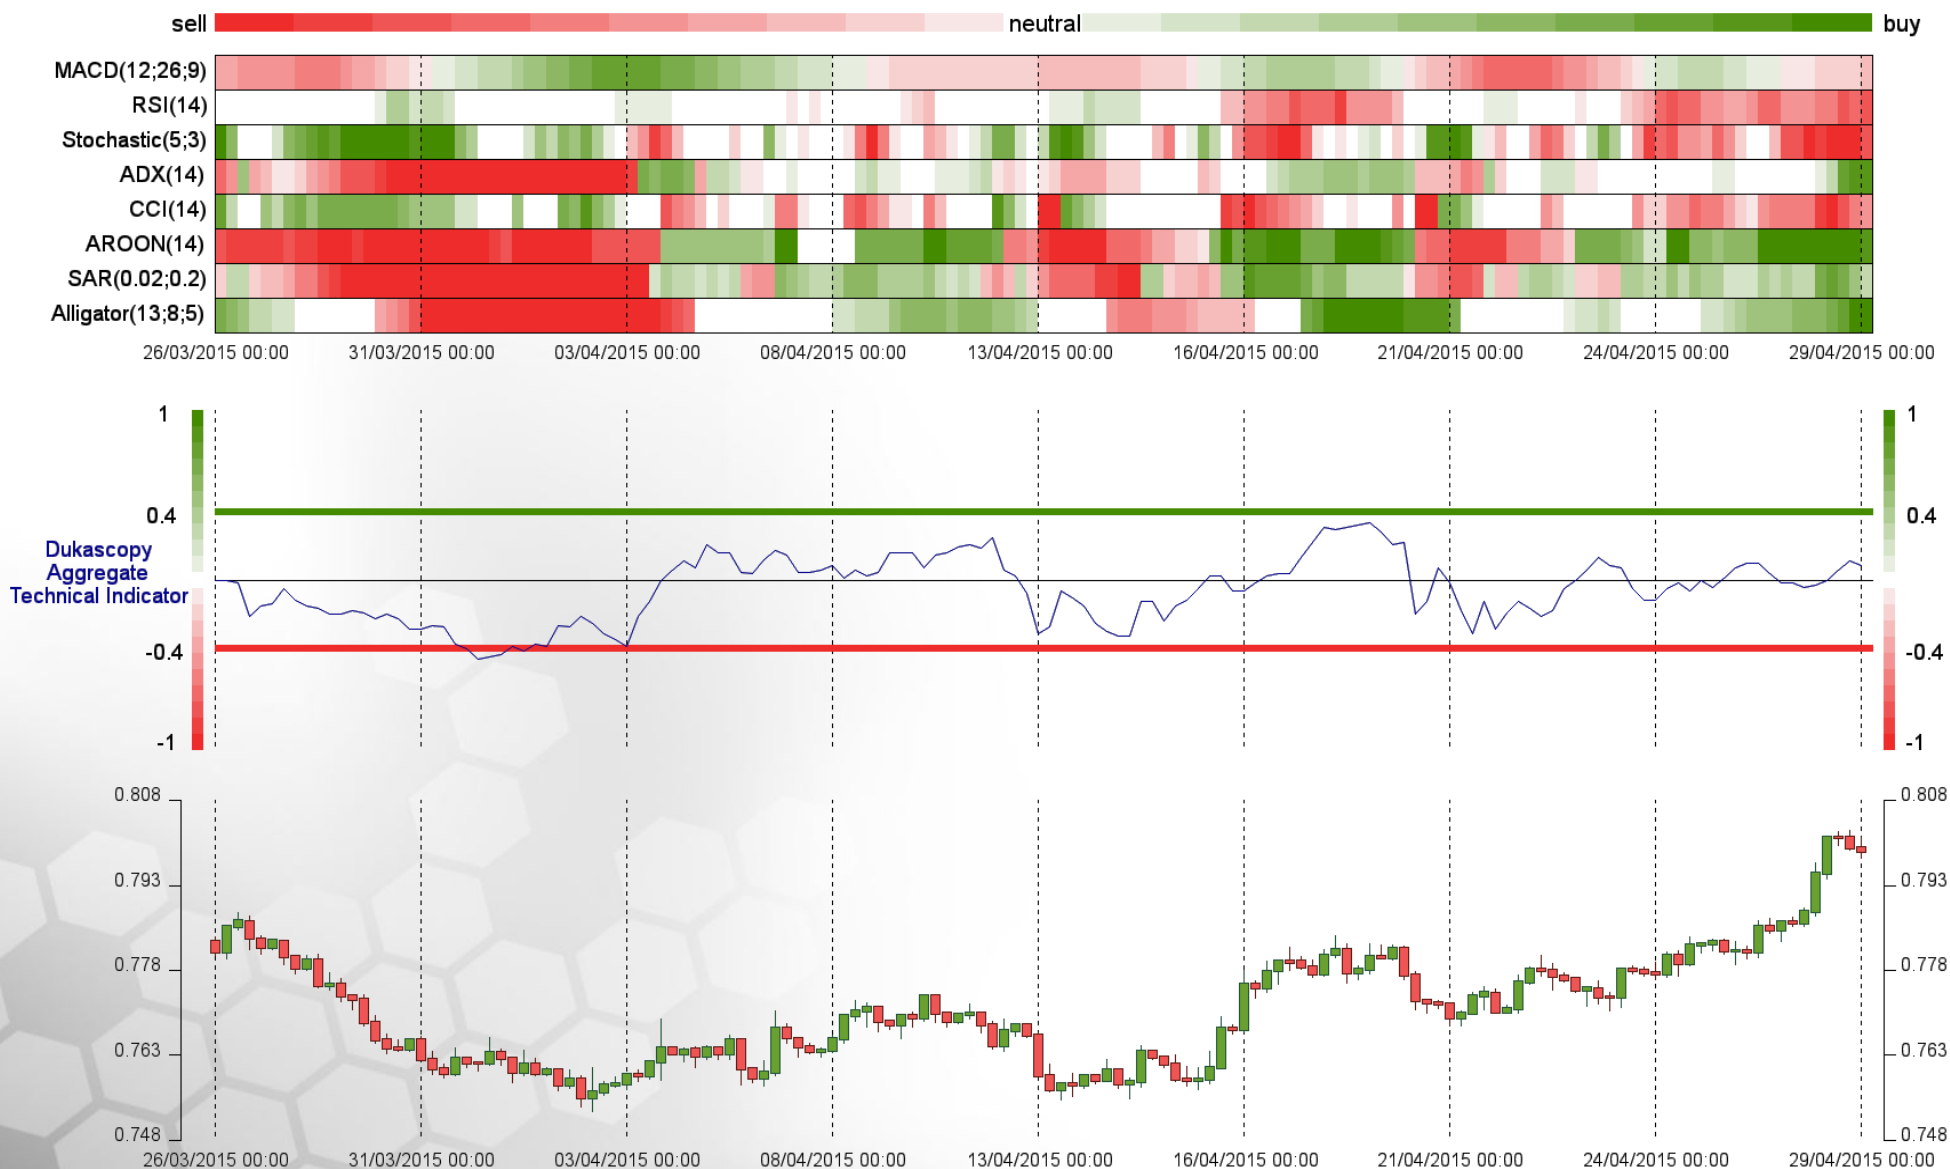 sell neutral buy
MACD(12;26;9)
RSI(14)
Stochastic(5;3)
ADX(14)
CCI(14)
AROON(14)
SAR(0.02;0.2)
Alligator(13;8;5)
26/03/2015 00:00 31/03/2015 00:00 03/04/2015 00:00 08/04/2015 00:00 13/04/2015 00:00 16/04/2015 00:00 21/04/2015 00:00 24/04/2015 00:00 29/04/2015 00:00
1 1
0.4 0.4
Dukascopy
Aggregate
Technical Indicator
-0.4 -0.4
-1 -1
0.808 0.808
0.793 0.793
0.778 0.778
0.763 0.763
0.748 0.748
26/03/2015 00:00 31/03/2015 00:00 03/04/2015 00:00 08/04/2015 00:00 13/04/2015 00:00 16/04/2015 00:00 21/04/2015 00:00 24/04/2015 00:00 29/04/2015 00:00